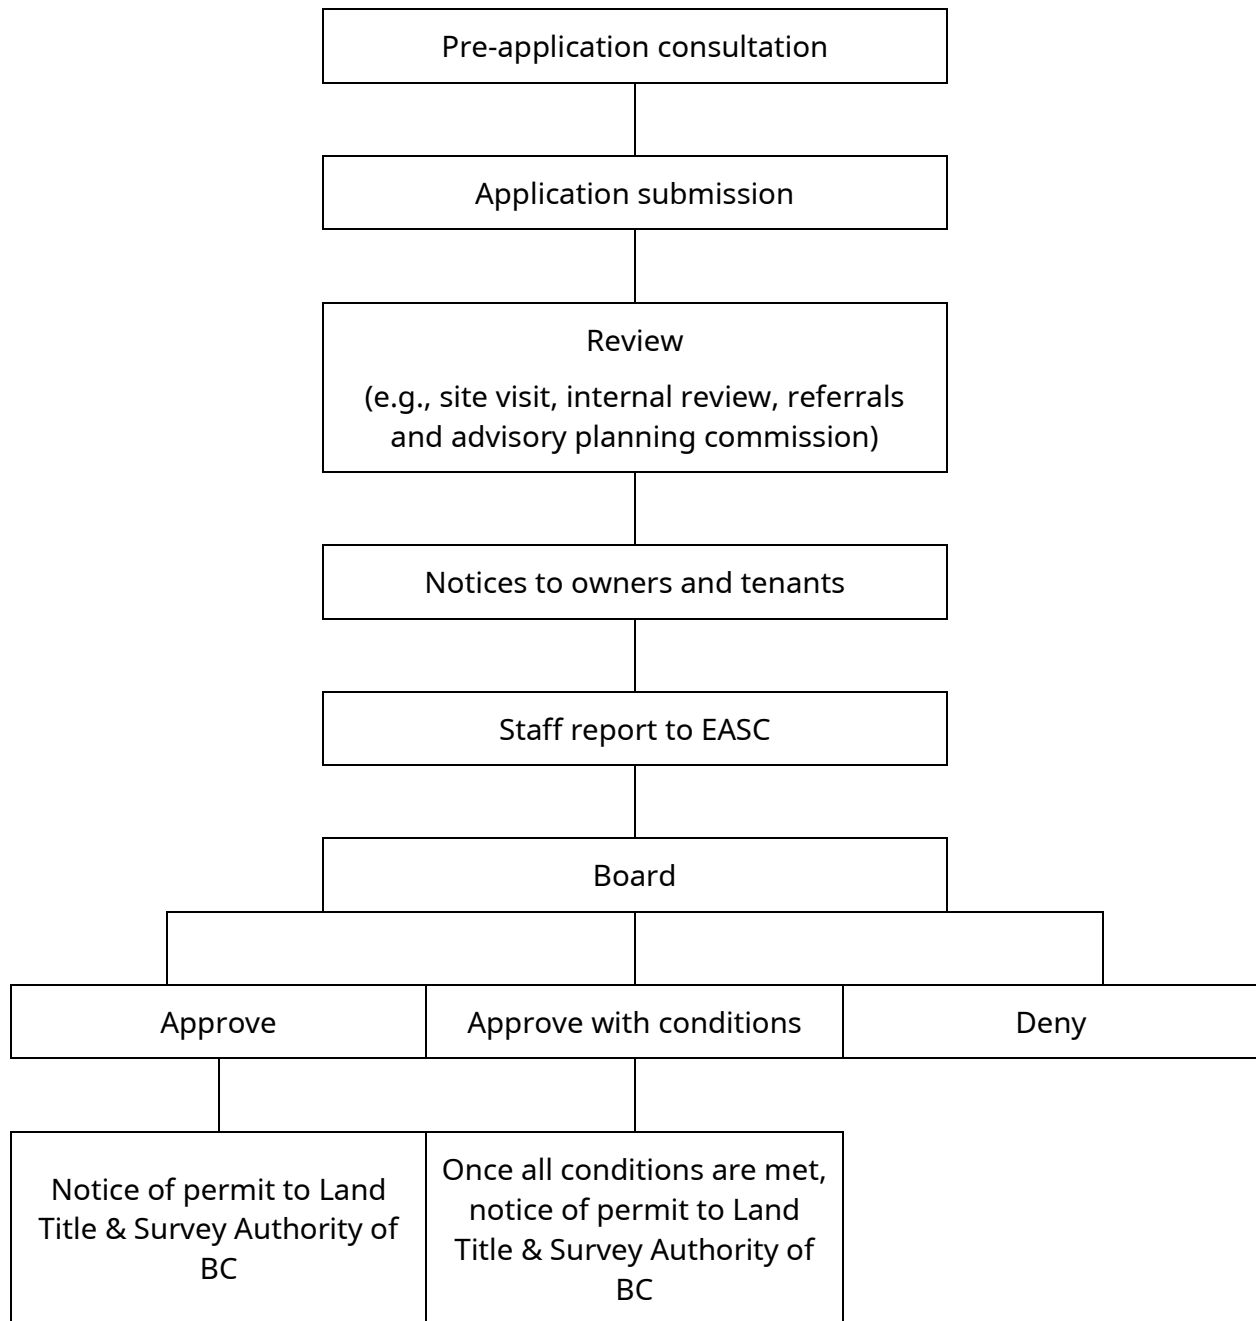 Pre-application consultation
Application submission
Review
(e.g., site visit, internal review, referrals
and advisory planning commission)
Notices to owners and tenants
Staff report to EASC
Board
Approve
Approve with conditions
Deny
Notice of permit to Land
Title & Survey Authority of
BC
Once all conditions are met,
notice of permit to Land
Title & Survey Authority of
BC